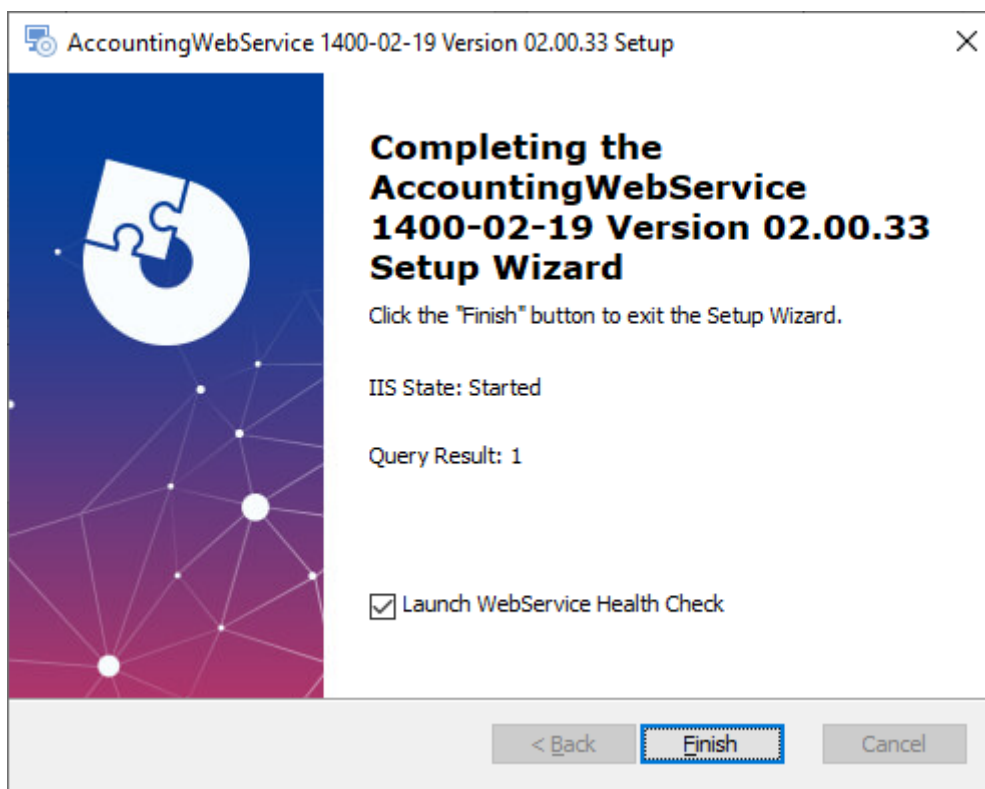 AccountingWebService 1400-02-19 Version 02.00.33 Setup
Completing the
AccountingWebService
1400-02-19 Version 02.00.33
Setup Wizard
Click the "Finish" button to exit the Setup Wizard.
IIS State: Started
Query Result: 1
Launch WebService Health Check
< Back
Finish
Cancel